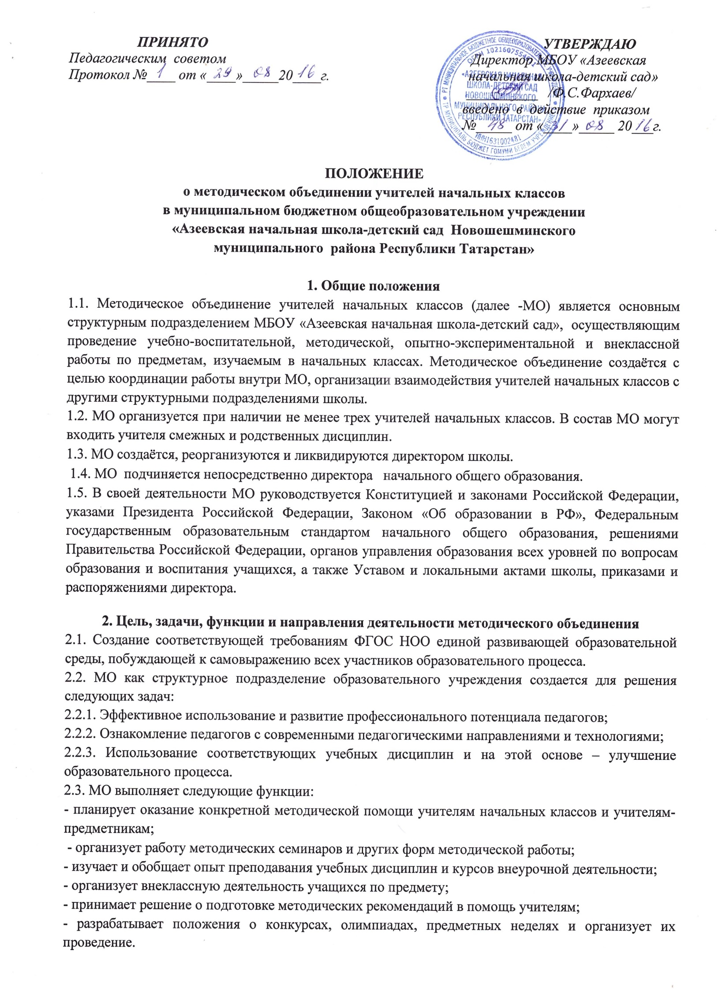 ПРИНЯТО
Педагогическим советом
Протокол № 1 от « 29 » 08 20 16 г.
УТВЕРЖДАЮ
Директор МБОУ «Азеевская
начальная школа-детский сад»
/Ф.С.Фархаев/
введено в действие приказом
№ 48 от « 31 » 08 20 16 г.
РТ МУНИЦИПАЛЬНОЕ БЮДЖЕТНОЕ ОБЩЕОБРАЗОВАТЕЛЬНОЕ УЧРЕЖДЕНИЕ
ТР МУНИЦИПАЛЬ БЮДЖЕТ ГОМУМИ БЕЛЕМ УЧРЕЖДЕНИЕСЕ
ОГРН
«АЗЕЕВСКАЯ НАЧАЛЬНАЯ
ШКОЛА-ДЕТСКИЙ САД
НОВОШЕШМИНСКОГО
МУНИЦИПАЛЬНОГО РАЙОНА
РЕСПУБЛИКИ ТАТАРСТАН»
ИНН1631002481
ПОЛОЖЕНИЕ
о методическом объединении учителей начальных классов
в муниципальном бюджетном общеобразовательном учреждении
«Азеевская начальная школа-детский сад Новошешминского
муниципального района Республики Татарстан»
1. Общие положения
1.1. Методическое объединение учителей начальных классов (далее -МО) является основным
структурным подразделением МБОУ «Азеевская начальная школа-детский сад», осуществляющим
проведение учебно-воспитательной, методической, опытно-экспериментальной и внеклассной
работы по предметам, изучаемым в начальных классах. Методическое объединение создаётся с
целью координации работы внутри МО, организации взаимодействия учителей начальных классов с
другими структурными подразделениями школы.
1.2. МО организуется при наличии не менее трех учителей начальных классов. В состав МО могут
входить учителя смежных и родственных дисциплин.
1.3. МО создаётся, реорганизуются и ликвидируются директором школы.
1.4. МО подчиняется непосредственно директора начального общего образования.
1.5. В своей деятельности МО руководствуется Конституцией и законами Российской Федерации,
указами Президента Российской Федерации, Законом «Об образовании в РФ», Федеральным
государственным образовательным стандартом начального общего образования, решениями
Правительства Российской Федерации, органов управления образования всех уровней по вопросам
образования и воспитания учащихся, а также Уставом и локальными актами школы, приказами и
распоряжениями директора.
2. Цель, задачи, функции и направления деятельности методического объединения
2.1. Создание соответствующей требованиям ФГОС НОО единой развивающей образовательной
среды, побуждающей к самовыражению всех участников образовательного процесса.
2.2. МО как структурное подразделение образовательного учреждения создается для решения
следующих задач:
2.2.1. Эффективное использование и развитие профессионального потенциала педагогов;
2.2.2. Ознакомление педагогов с современными педагогическими направлениями и технологиями;
2.2.3. Использование соответствующих учебных дисциплин и на этой основе – улучшение
образовательного процесса.
2.3. МО выполняет следующие функции:
- планирует оказание конкретной методической помощи учителям начальных классов и учителям-
предметникам;
- организует работу методических семинаров и других форм методической работы;
- изучает и обобщает опыт преподавания учебных дисциплин и курсов внеурочной деятельности;
- организует внеклассную деятельность учащихся по предмету;
- принимает решение о подготовке методических рекомендаций в помощь учителям;
- разрабатывает положения о конкурсах, олимпиадах, предметных неделях и организует их
проведение.